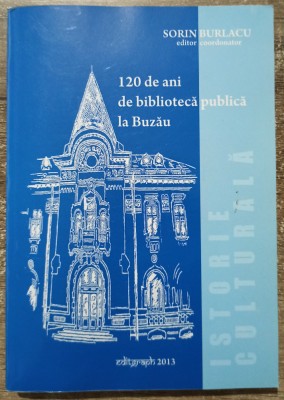 SORIN BURLACU
editor coordonator
120 de ani
de bibliotecă publică
la Buzău
ISTORIE
CULTURALĂ
editgraph 2013